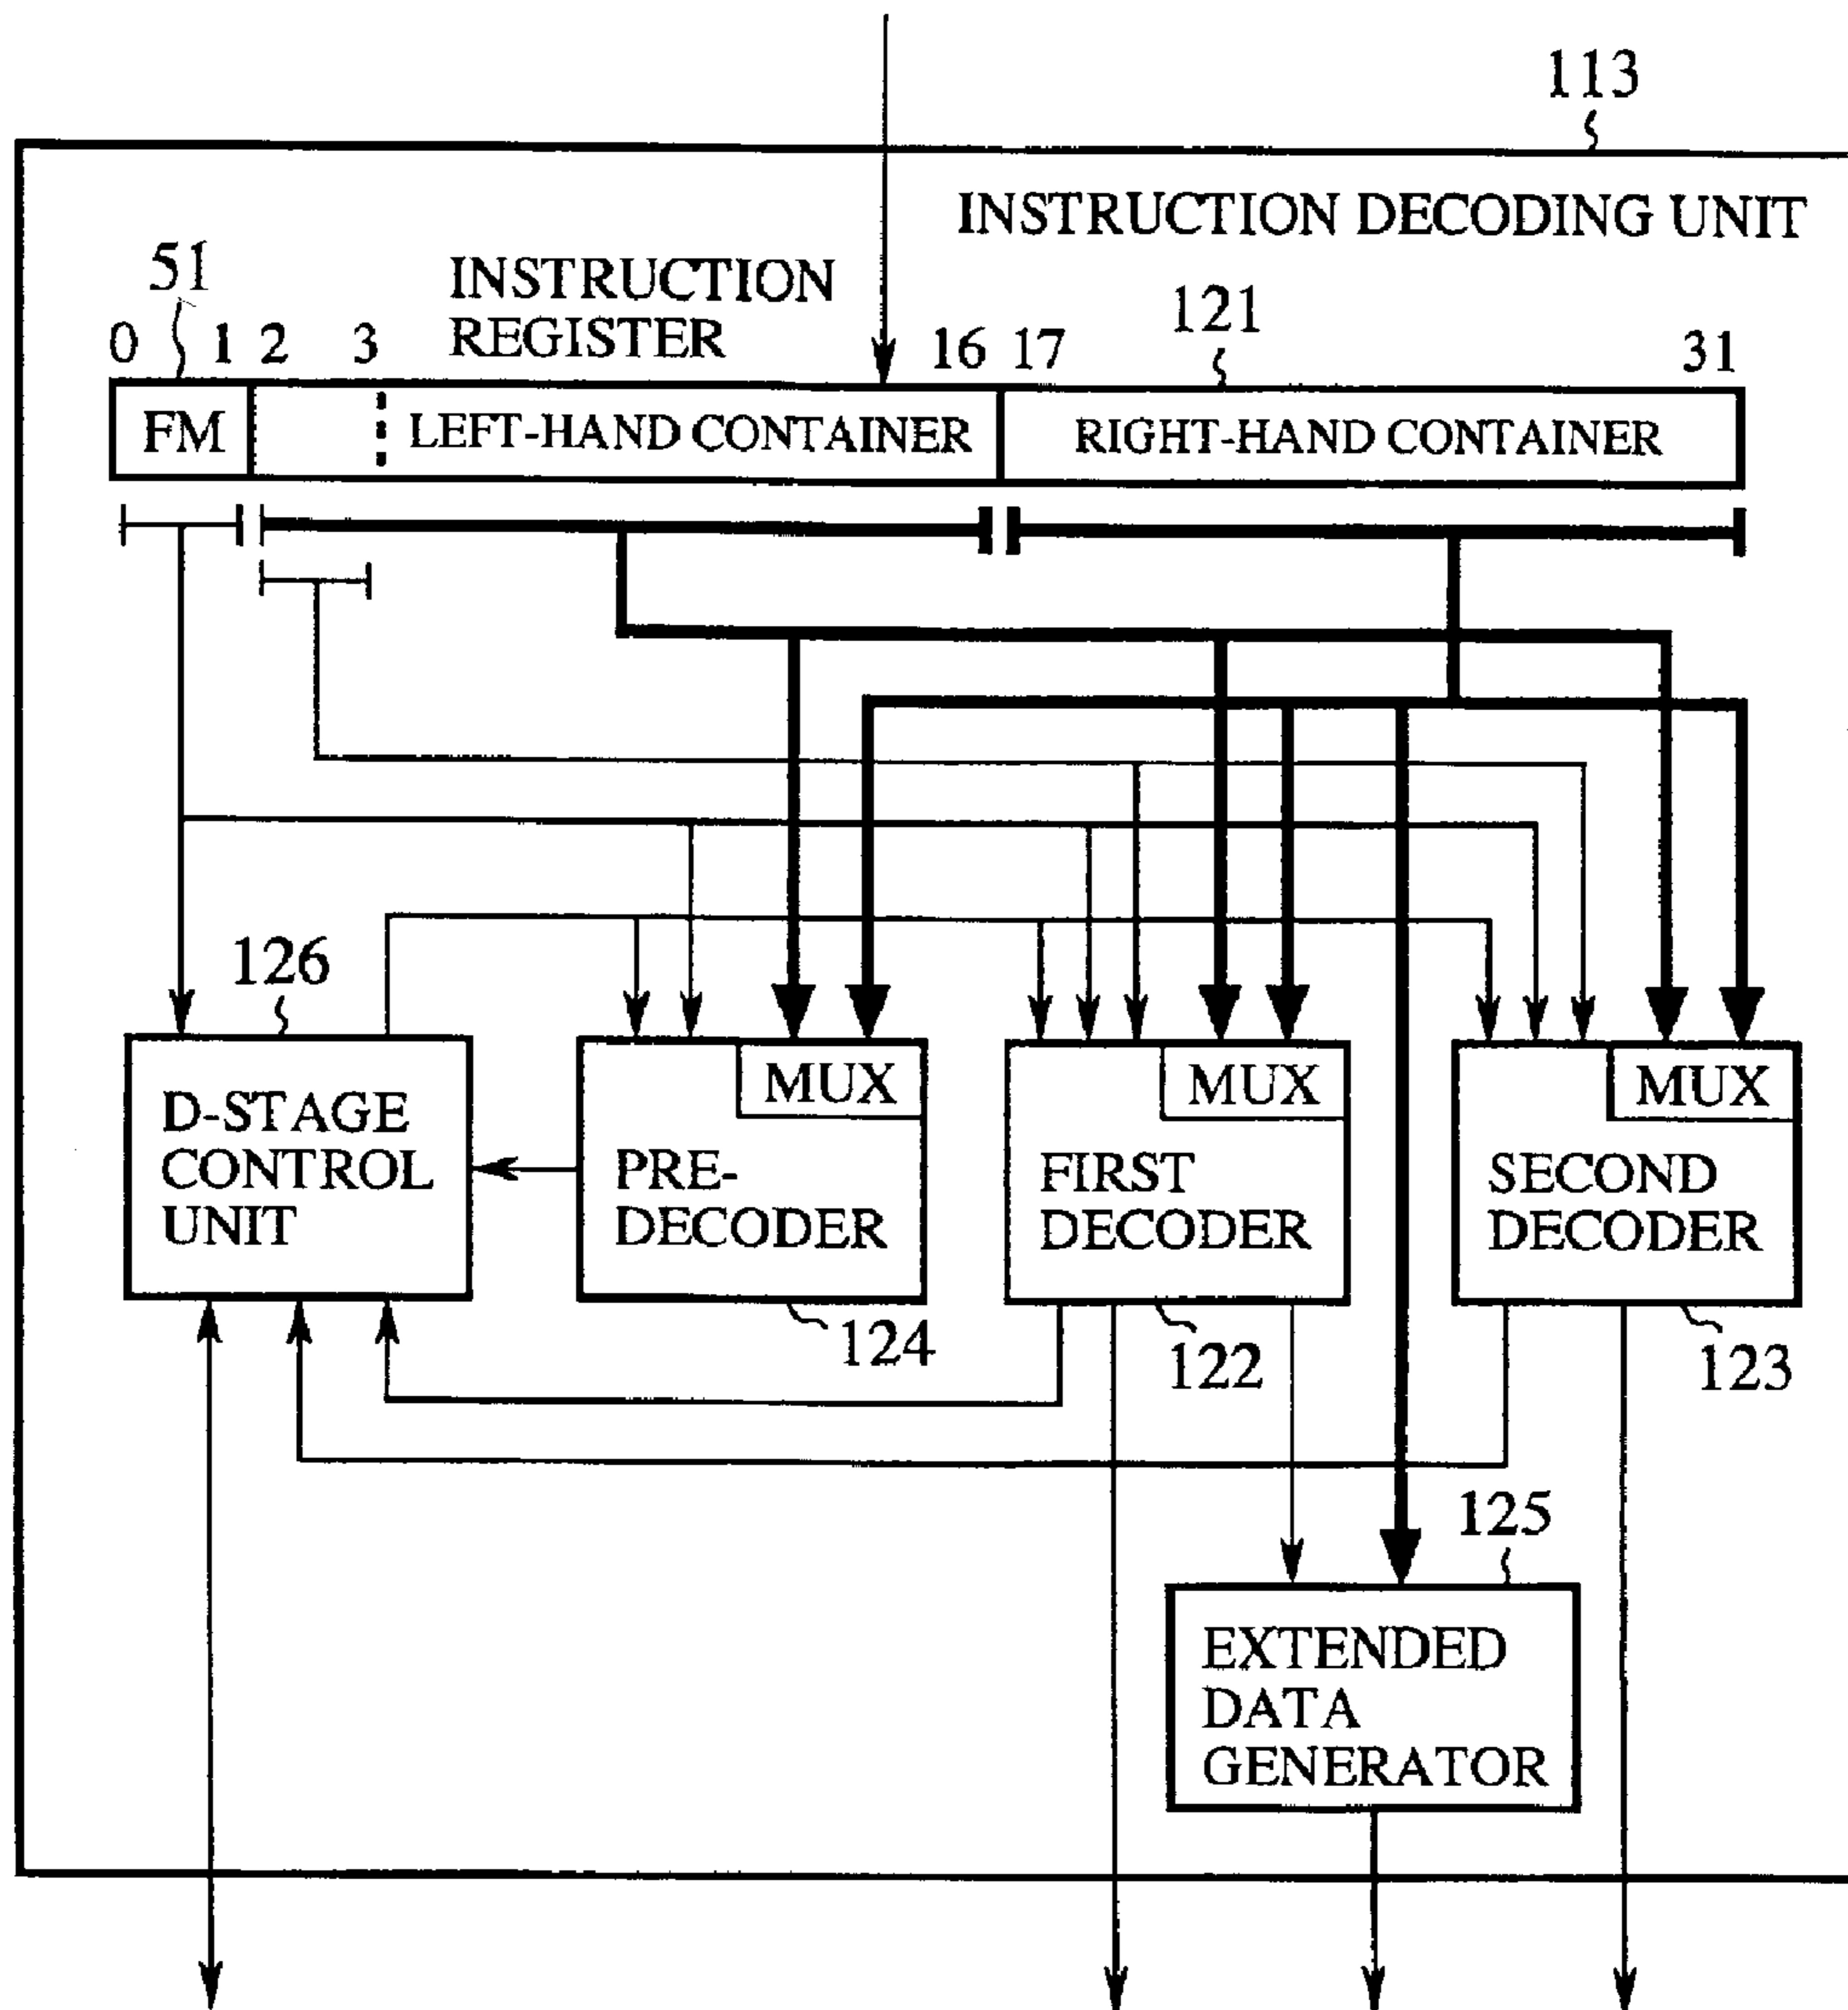 113
INSTRUCTION DECODING UNIT
51
INSTRUCTION
REGISTER
121
0 1 2 3 16 17 31
FM LEFT-HAND CONTAINER RIGHT-HAND CONTAINER
126
MUX MUX MUX
D-STAGE
CONTROL
UNIT
PRE-
DECODER
FIRST
DECODER
SECOND
DECODER
124 122 123
125
EXTENDED
DATA
GENERATOR